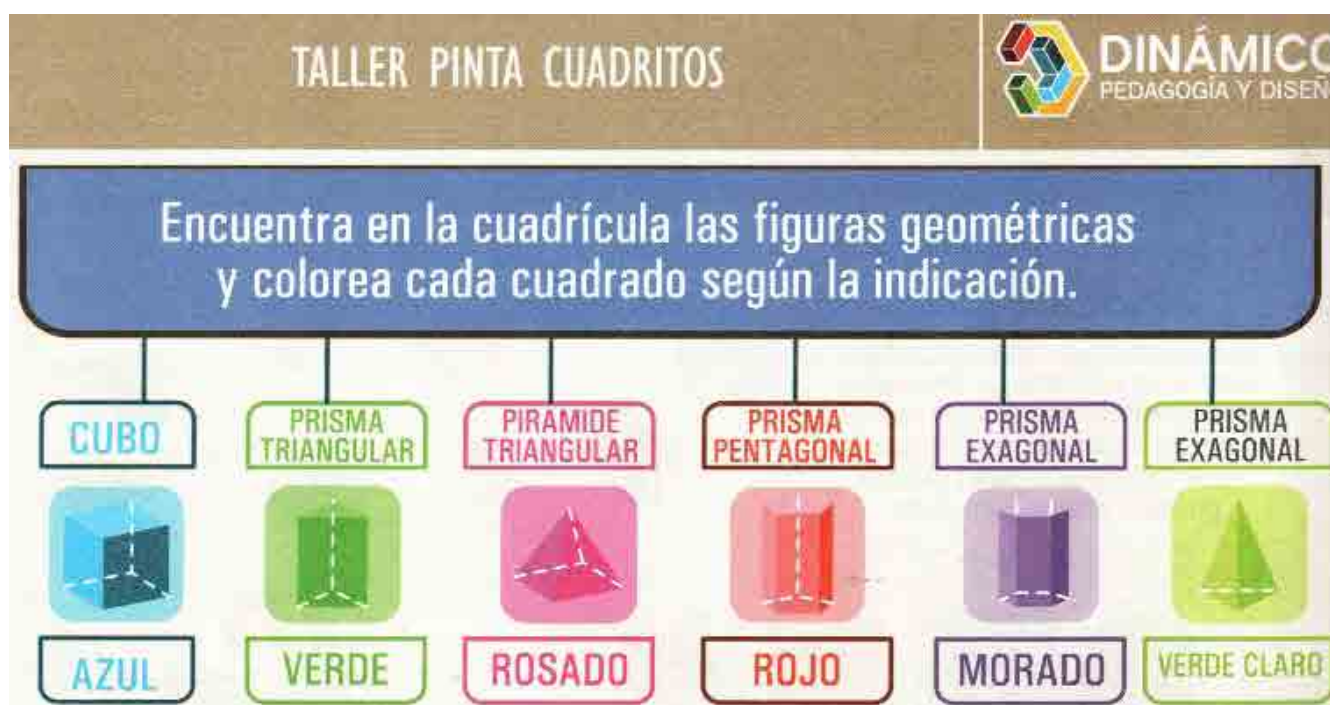 TALLER PINTA CUADRITOS
DINÁMICO
PEDAGOGÍA Y DISEÑO
Encuentra en la cuadrícula las figuras geométricas
y colorea cada cuadrado según la indicación.
CUBO
PRISMA
TRIANGULAR
PIRAMIDE
TRIANGULAR
PRISMA
PENTAGONAL
PRISMA
EXAGONAL
PRISMA
EXAGONAL
AZUL
VERDE
ROSADO
ROJO
MORADO
VERDE CLARO